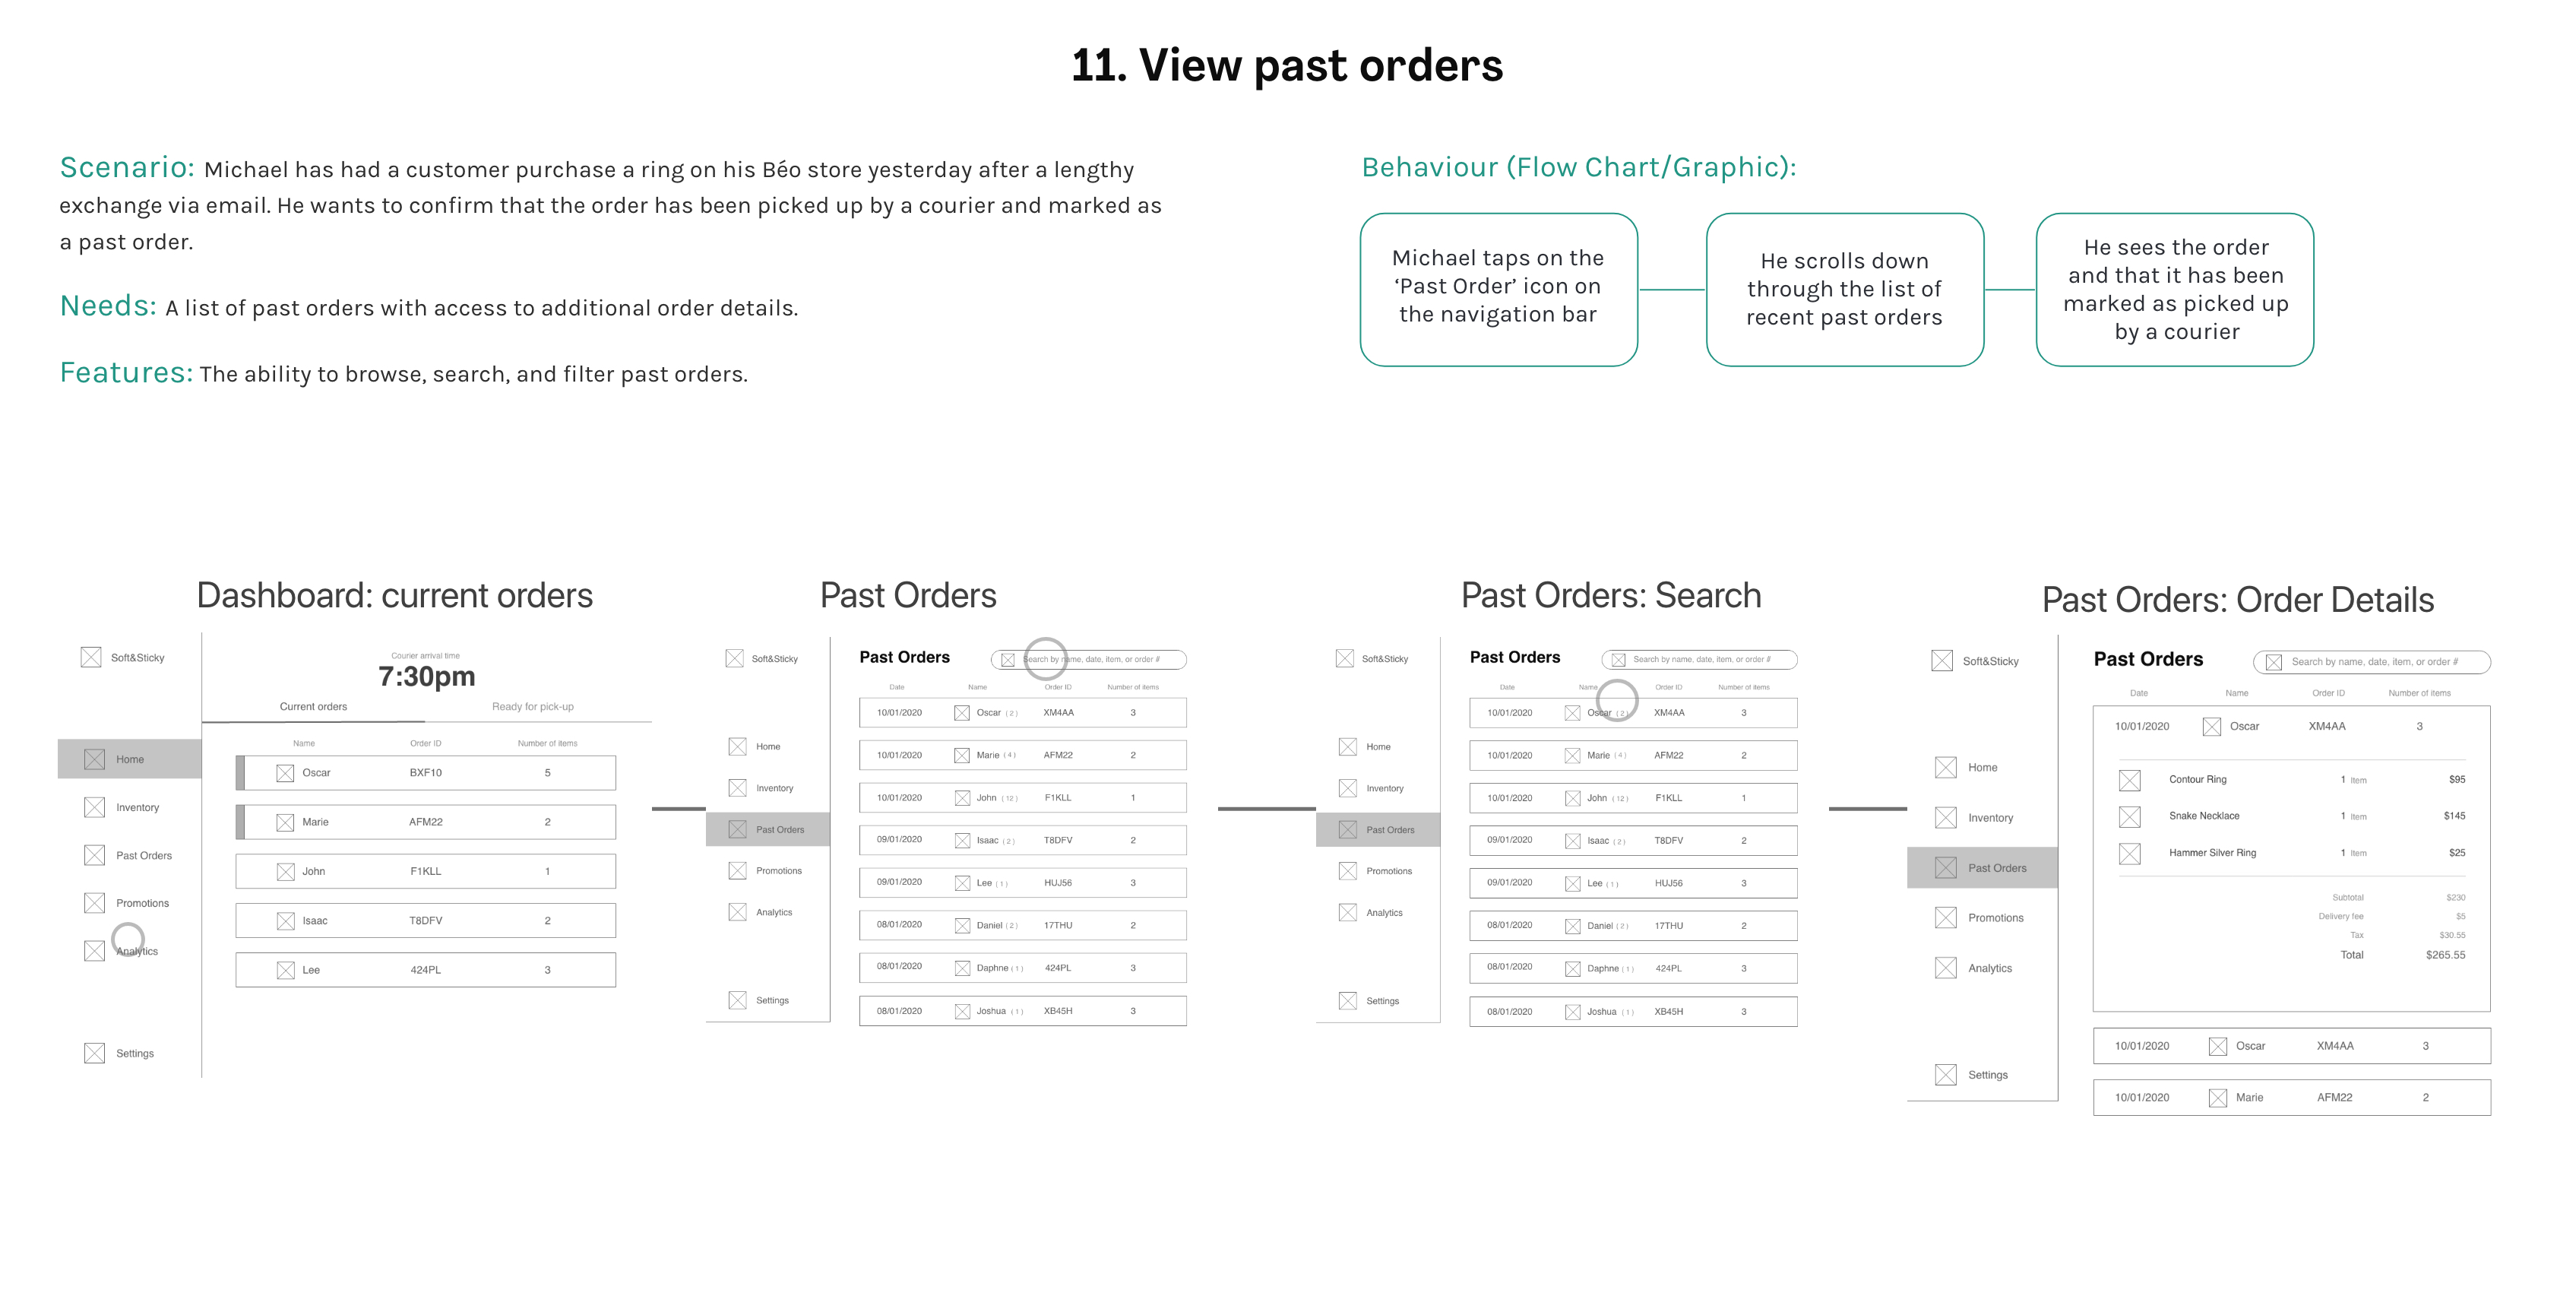 11. View past orders
Scenario: Michael has had a customer purchase a ring on his Béo store yesterday after a lengthy
exchange via email. He wants to confirm that the order has been picked up by a courier and marked as
a past order.
Needs: A list of past orders with access to additional order details.
Features: The ability to browse, search, and filter past orders.
Behaviour (Flow Chart/Graphic):
Michael taps on the
‘Past Order’ icon on
the navigation bar
He scrolls down
through the list of
recent past orders
He sees the order
and that it has been
marked as picked up
by a courier
Dashboard: current orders
Soft&Sticky
Home
Inventory
Past Orders
Promotions
Analytics
Settings
Courier arrival time
7:30pm
Current orders Ready for pick-up
Name Order ID Number of items
Oscar BXF10 5
Marie AFM22 2
John F1KLL 1
Isaac T8DFV 2
Lee 424PL 3
Past Orders
Soft&Sticky
Home
Inventory
Past Orders
Promotions
Analytics
Settings
Past Orders Search by name, date, item, or order #
Date Name Order ID Number of items
10/01/2020 Oscar (2) XM4AA 3
10/01/2020 Marie (4) AFM22 2
10/01/2020 John (12) F1KLL 1
09/01/2020 Isaac (2) T8DFV 2
09/01/2020 Lee (1) HUJ56 3
08/01/2020 Daniel (2) 17THU 2
08/01/2020 Daphne (1) 424PL 3
08/01/2020 Joshua (1) XB45H 3
Past Orders: Search
Soft&Sticky
Home
Inventory
Past Orders
Promotions
Analytics
Settings
Past Orders Search by name, date, item, or order #
Date Name Order ID Number of items
10/01/2020 Oscar (2) XM4AA 3
10/01/2020 Marie (4) AFM22 2
10/01/2020 John (12) F1KLL 1
09/01/2020 Isaac (2) T8DFV 2
09/01/2020 Lee (1) HUJ56 3
08/01/2020 Daniel (2) 17THU 2
08/01/2020 Daphne (1) 424PL 3
08/01/2020 Joshua (1) XB45H 3
Past Orders: Order Details
Soft&Sticky
Home
Inventory
Past Orders
Promotions
Analytics
Settings
Past Orders Search by name, date, item, or order #
Date Name Order ID Number of items
10/01/2020 Oscar XM4AA 3
Contour Ring 1 Item $95
Snake Necklace 1 Item $145
Hammer Silver Ring 1 Item $25
Subtotal $230
Delivery fee $5
Tax $30.55
Total $265.55
10/01/2020 Oscar XM4AA 3
10/01/2020 Marie AFM22 2